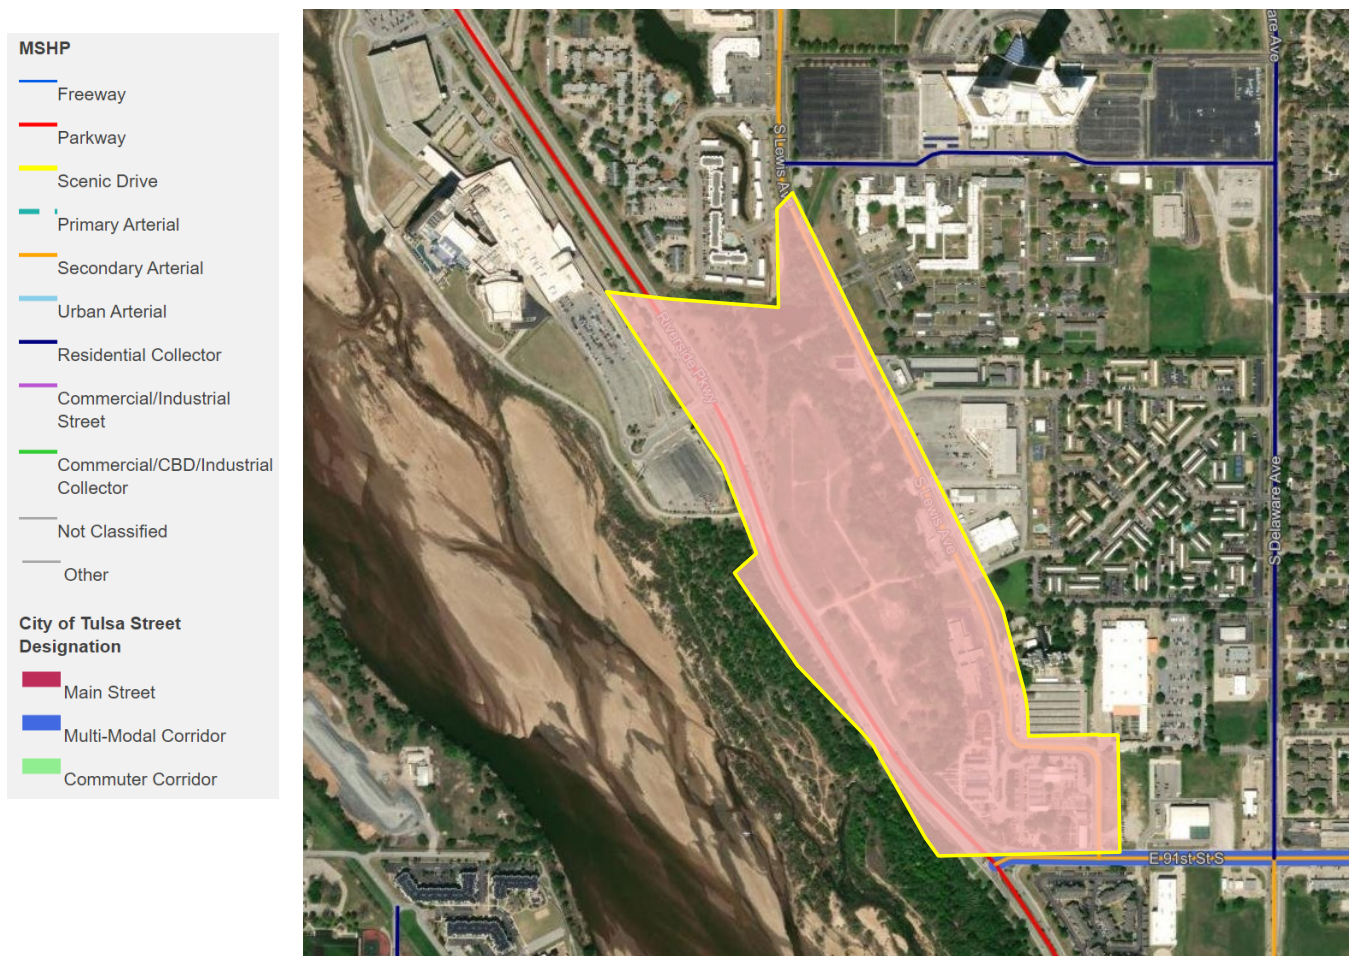 MSHP
Freeway
Parkway
Scenic Drive
Primary Arterial
Secondary Arterial
Urban Arterial
Residential Collector
Commercial/Industrial
Street
Commercial/CBD/Industrial
Collector
Not Classified
Other
City of Tulsa Street
Designation
Main Street
Multi-Modal Corridor
Commuter Corridor
are Ave
S Lewis Av
Riverside Pkwy
S Lewis Ave
S Delaware Ave
E 91st St S